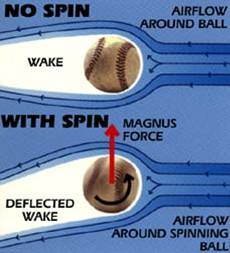 NO SPIN
AIRFLOW
AROUND BALL
WAKE
WITH SPIN
MAGNUS
FORCE
DEFLECTED
WAKE
AIRFLOW
AROUND SPINNING
BALL